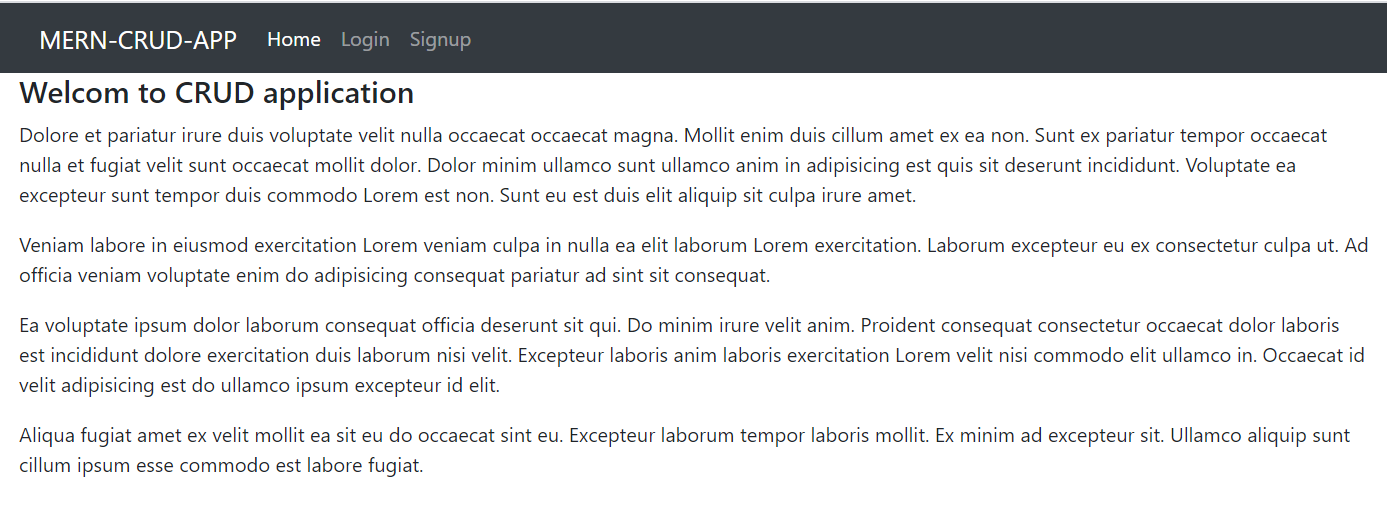 MERN-CRUD-APP Home Login Signup
Welcom to CRUD application
Dolore et pariatur irure duis voluptate velit nulla occaecat occaecat magna. Mollit enim duis cillum amet ex ea non. Sunt ex pariatur tempor occaecat
nulla et fugiat velit sunt occaecat mollit dolor. Dolor minim ullamco sunt ullamco anim in adipisicing est quis sit deserunt incididunt. Voluptate ea
excepteur sunt tempor duis commodo Lorem est non. Sunt eu est duis elit aliquip sit culpa irure amet.
Veniam labore in eiusmod exercitation Lorem veniam culpa in nulla ea elit laborum Lorem exercitation. Laborum excepteur eu ex consectetur culpa ut. Ad
officia veniam voluptate enim do adipisicing consequat pariatur ad sint sit consequat.
Ea voluptate ipsum dolor laborum consequat officia deserunt sit qui. Do minim irure velit anim. Proident consequat consectetur occaecat dolor laboris
est incididunt dolore exercitation duis laborum nisi velit. Excepteur laboris anim laboris exercitation Lorem velit nisi commodo elit ullamco in. Occaecat id
velit adipisicing est do ullamco ipsum excepteur id elit.
Aliqua fugiat amet ex velit mollit ea sit eu do occaecat sint eu. Excepteur laborum tempor laboris mollit. Ex minim ad excepteur sit. Ullamco aliquip sunt
cillum ipsum esse commodo est labore fugiat.